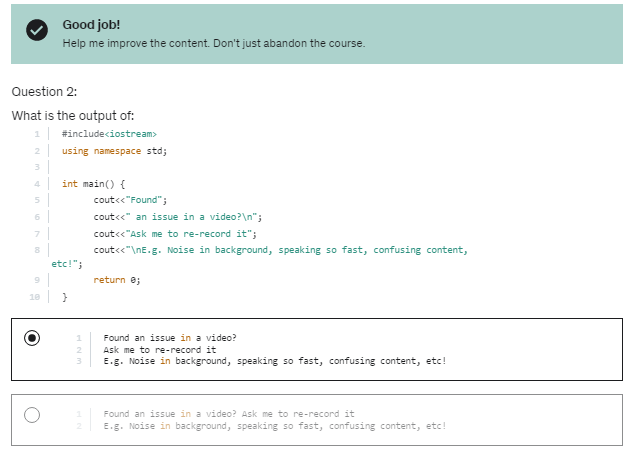 Good job!
Help me improve the content. Don't just abandon the course.
Question 2:
What is the output of:
1 #include<iostream>
2 using namespace std;
3
4 int main() {
5 cout<<"Found";
6 cout<<" an issue in a video?\n";
7 cout<<"Ask me to re-record it";
8 cout<<"\nE.g. Noise in background, speaking so fast, confusing content,
etc!";
9 return 0;
10 }
1 Found an issue in a video?
2 Ask me to re-record it
3 E.g. Noise in background, speaking so fast, confusing content, etc!
1 Found an issue in a video? Ask me to re-record it
2 E.g. Noise in background, speaking so fast, confusing content, etc!